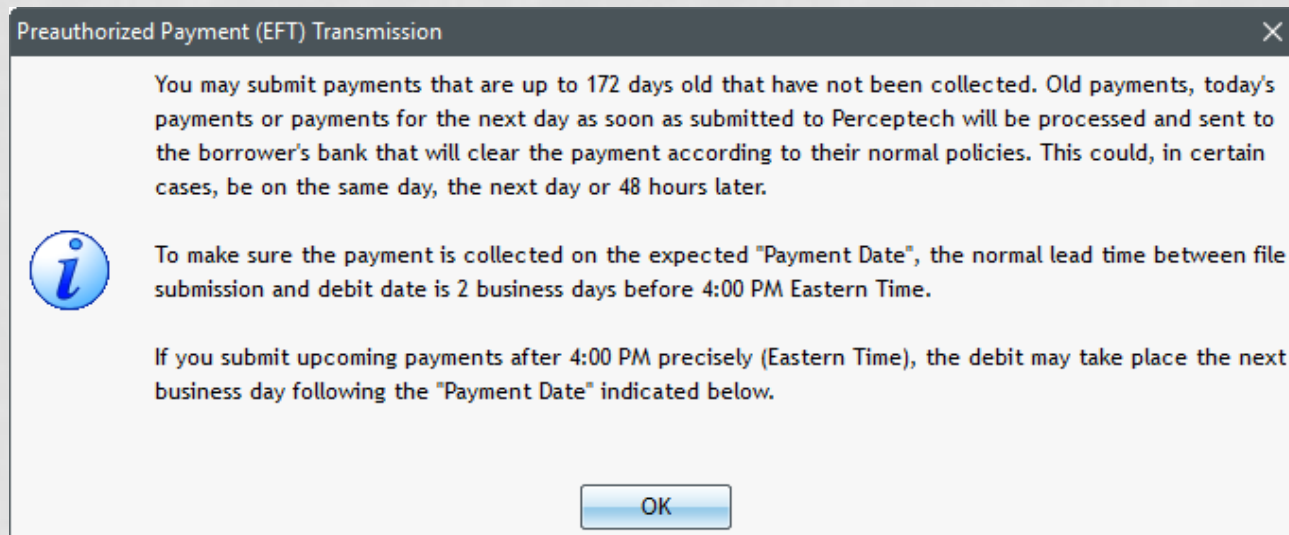 Preauthorized Payment (EFT) Transmission
You may submit payments that are up to 172 days old that have not been collected. Old payments, today's
payments or payments for the next day as soon as submitted to Perceptech will be processed and sent to
the borrower's bank that will clear the payment according to their normal policies. This could, in certain
cases, be on the same day, the next day or 48 hours later.
To make sure the payment is collected on the expected "Payment Date", the normal lead time between file
submission and debit date is 2 business days before 4:00 PM Eastern Time.
If you submit upcoming payments after 4:00 PM precisely (Eastern Time), the debit may take place the next
business day following the "Payment Date" indicated below.
OK